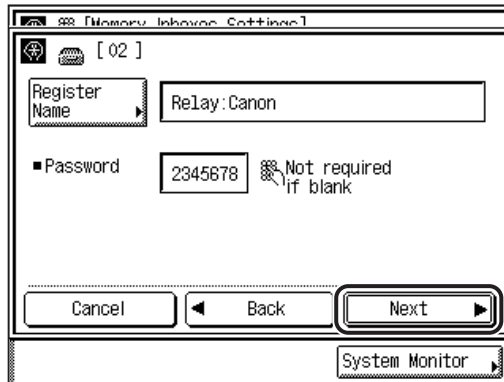 [Memory Inboxes Settings]
[ 02 ]
Register
Name
Relay:Canon
■Password
2345678
Not required
if blank
Cancel
◀ Back
Next ▶
System Monitor